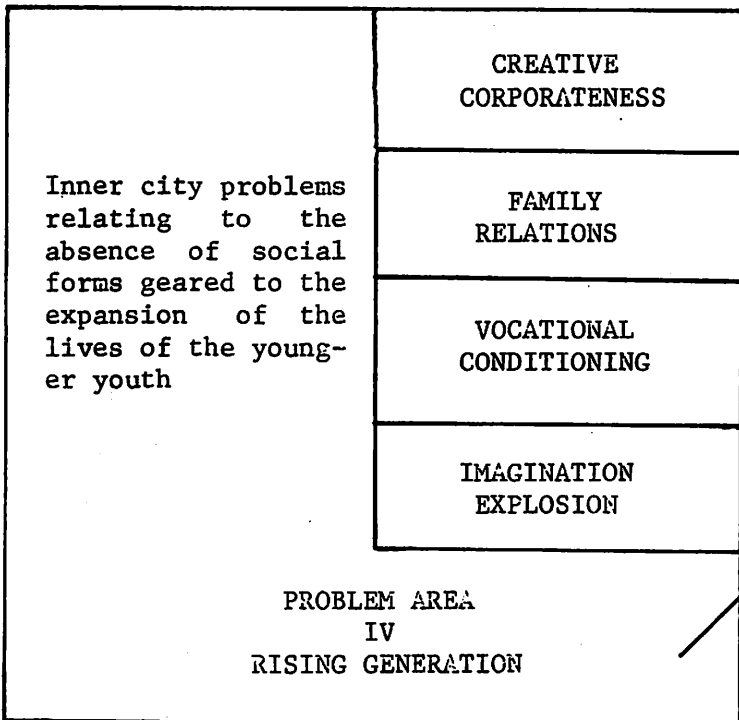 Inner city problems
relating to the
absence of social
forms geared to the
expansion of the
lives of the young-
er youth
CREATIVE
CORPORATENESS
FAMILY
RELATIONS
VOCATIONAL
CONDITIONING
IMAGINATION
EXPLOSION
PROBLEM AREA
IV
RISING GENERATION